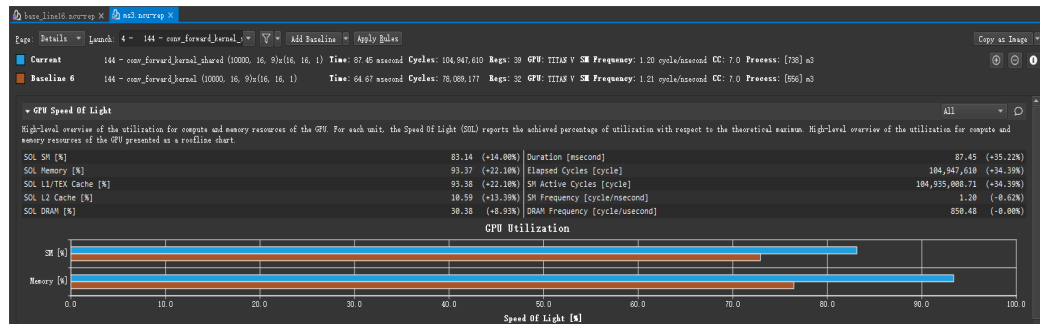 base_line16.ncu-rep X ms3.ncu-rep X
Page: Details Launch: 4 - 144 - conv_forward_kernel_s Add Baseline Apply Rules Copy as Image
Current 144 - conv_forward_kernel_shared (10000, 16, 9)x(16, 16, 1) Time: 87.45 msecond Cycles: 104,947,610 Regs: 39 GPU: TITAN V SM Frequency: 1.20 cycle/nsecond CC: 7.0 Process: [738] m3
Baseline 6 144 - conv_forward_kernel (10000, 16, 9)x(16, 16, 1) Time: 64.67 msecond Cycles: 78,089,177 Regs: 32 GPU: TITAN V SM Frequency: 1.21 cycle/nsecond CC: 7.0 Process: [556] m3
GPU Speed Of Light All
High-level overview of the utilization for compute and memory resources of the GPU. For each unit, the Speed Of Light (SOL) reports the achieved percentage of utilization with respect to the theoretical maximum. High-level overview of the utilization for compute and
memory resources of the GPU presented as a roofline chart.
SOL SM [%] 83.14 (+14.00%) Duration [msecond] 87.45 (+35.22%)
SOL Memory [%] 93.37 (+22.10%) Elapsed Cycles [cycle] 104,947,610 (+34.39%)
SOL L1/TEX Cache [%] 93.38 (+22.10%) SM Active Cycles [cycle] 104,935,008.71 (+34.39%)
SOL L2 Cache [%] 10.59 (+13.39%) SM Frequency [cycle/nsecond] 1.20 (-0.62%)
SOL DRAM [%] 30.38 (+8.93%) DRAM Frequency [cycle/usecond] 850.48 (-0.00%)
GPU Utilization
SM [%]
Memory [%]
0.0 10.0 20.0 30.0 40.0 50.0 60.0 70.0 80.0 90.0 100.0
Speed Of Light [%]